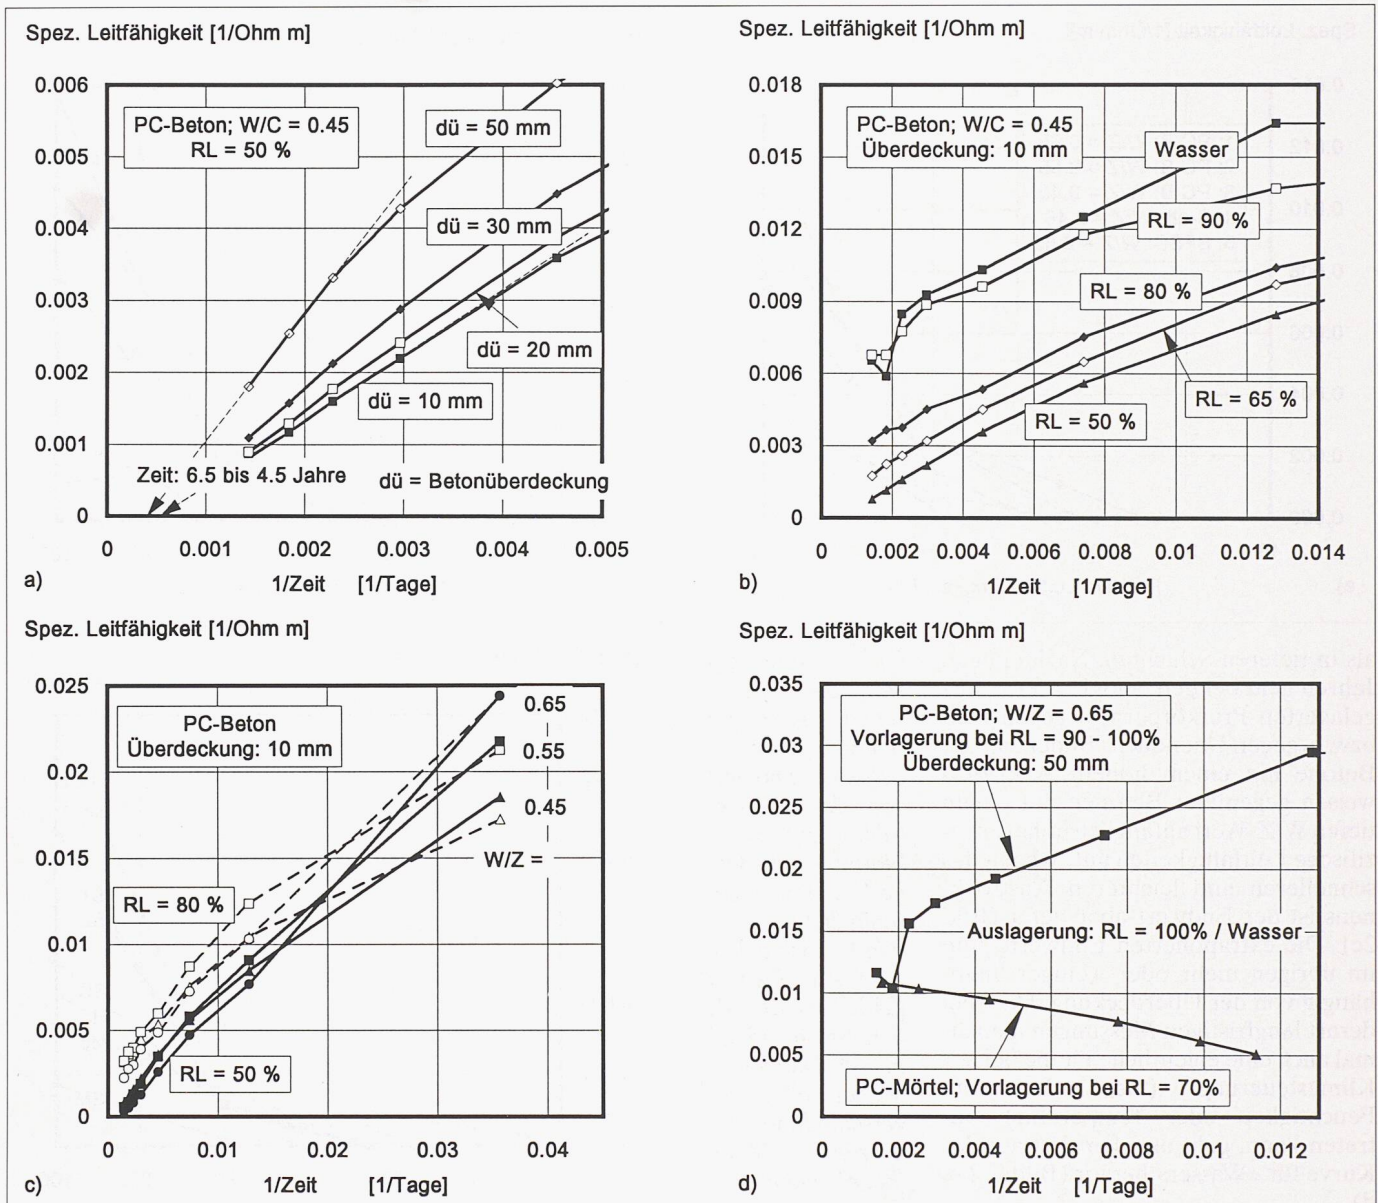 Spez. Leitfähigkeit [1/Ohm m]
0.006
0.005
0.004
0.003
0.002
0.001
0
PC-Beton; W/C = 0.45
RL = 50 %
dü = 50 mm
dü = 30 mm
dü = 20 mm
dü = 10 mm
Zeit: 6.5 bis 4.5 Jahre
dü = Betonüberdeckung
0 0.001 0.002 0.003 0.004 0.005
a)
1/Zeit [1/Tage]
Spez. Leitfähigkeit [1/Ohm m]
0.018
0.015
0.012
0.009
0.006
0.003
0
PC-Beton; W/C = 0.45
Überdeckung: 10 mm
Wasser
RL = 90 %
RL = 80 %
RL = 65 %
RL = 50 %
0 0.002 0.004 0.006 0.008 0.01 0.012 0.014
b)
1/Zeit [1/Tage]
Spez. Leitfähigkeit [1/Ohm m]
0.025
0.02
0.015
0.01
0.005
0
PC-Beton
Überdeckung: 10 mm
0.65
0.55
0.45
W/Z =
RL = 80 %
RL = 50 %
0 0.01 0.02 0.03 0.04
c)
1/Zeit [1/Tage]
Spez. Leitfähigkeit [1/Ohm m]
0.035
0.03
0.025
0.02
0.015
0.01
0.005
0
PC-Beton; W/Z = 0.65
Vorlagerung bei RL = 90 - 100%
Überdeckung: 50 mm
Auslagerung: RL = 100% / Wasser
PC-Mörtel; Vorlagerung bei RL = 70%
0 0.002 0.004 0.006 0.008 0.01 0.012
d)
1/Zeit [1/Tage]